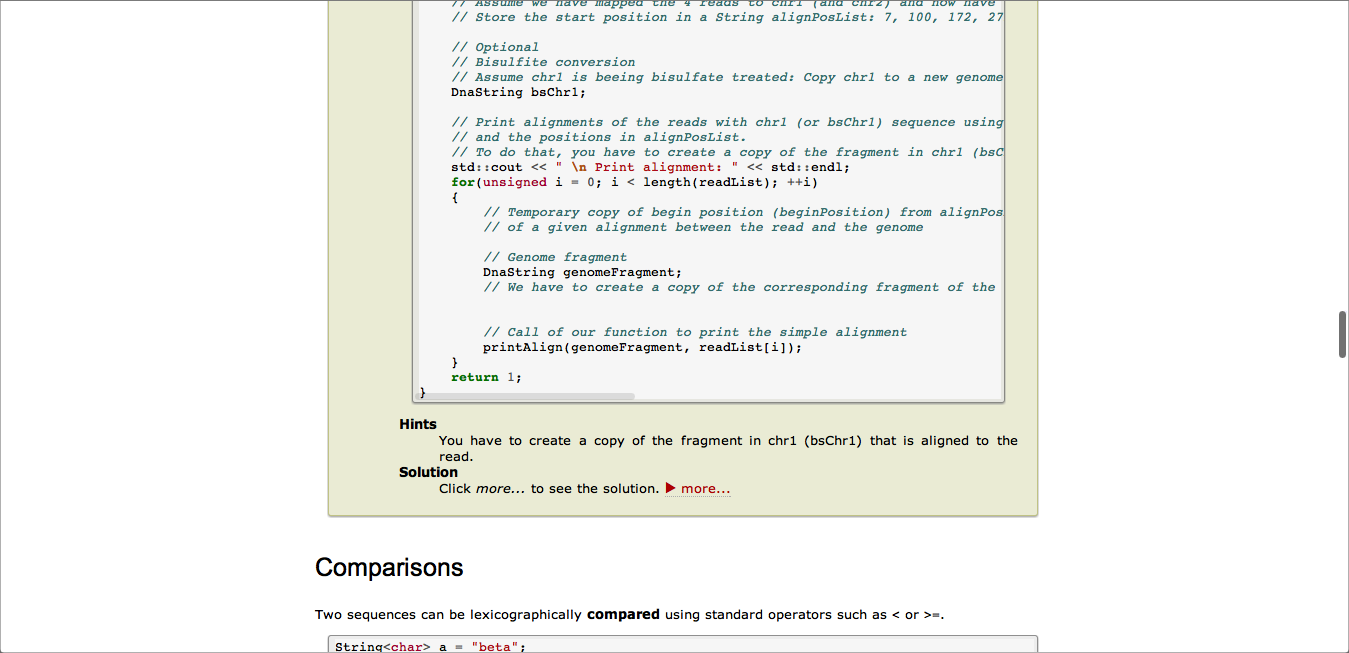 // Assume we have mapped the 4 reads to chr1 (and chr2) and now have
// Store the start position in a String alignPosList: 7, 100, 172, 27
// Optional
// Bisulfite conversion
// Assume chr1 is beeing bisulfate treated: Copy chr1 to a new genome
DnaString bsChr1;
// Print alignments of the reads with chr1 (or bsChr1) sequence using
// and the positions in alignPosList.
// To do that, you have to create a copy of the fragment in chr1 (bsC
std::cout << " \n Print alignment: " << std::endl;
for(unsigned i = 0; i < length(readList); ++i)
{
// Temporary copy of begin position (beginPosition) from alignPos
// of a given alignment between the read and the genome
// Genome fragment
DnaString genomeFragment;
// We have to create a copy of the corresponding fragment of the
// Call of our function to print the simple alignment
printAlign(genomeFragment, readList[i]);
}
return 1;
}
Hints
You have to create a copy of the fragment in chr1 (bsChr1) that is aligned to the
read.
Solution
Click more... to see the solution. ▶ more...
Comparisons
Two sequences can be lexicographically compared using standard operators such as < or >=.
String<char> a = "beta";